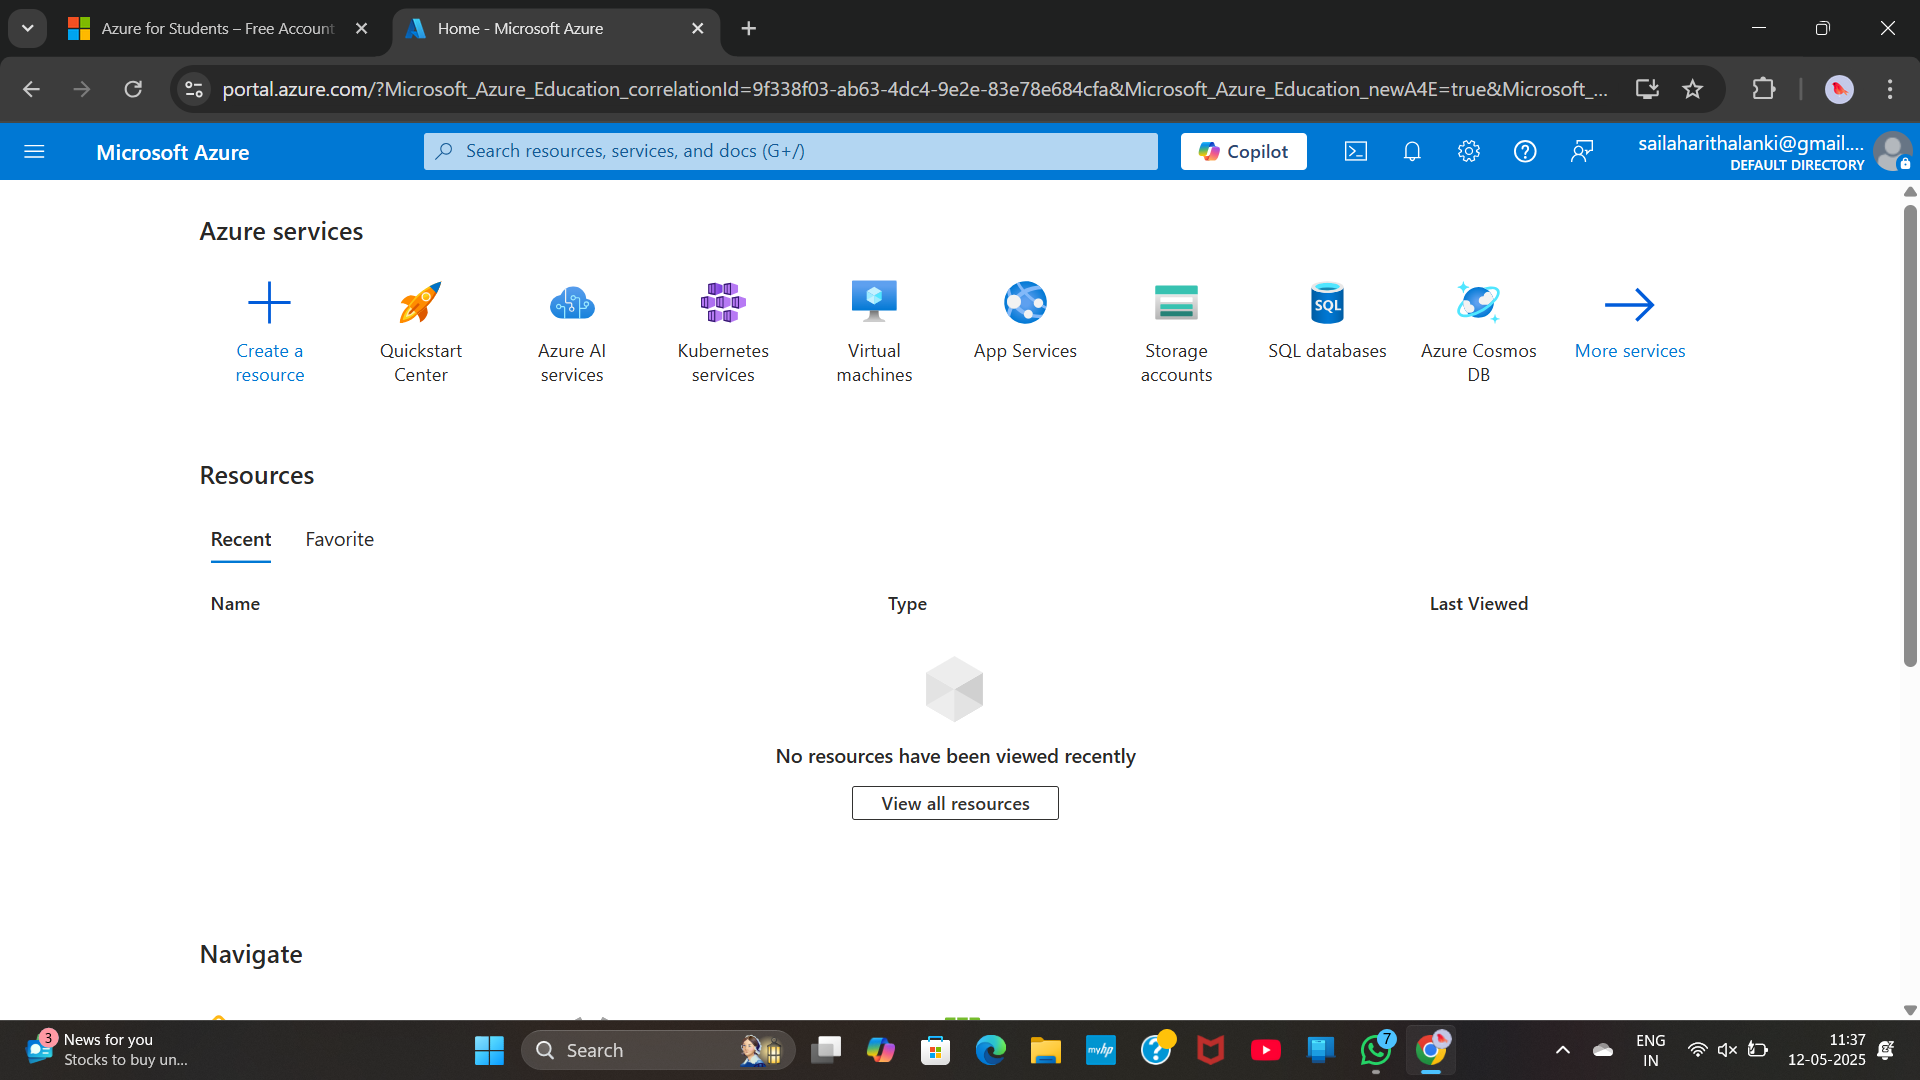 Azure for Students – Free Account
Home - Microsoft Azure
portal.azure.com/?Microsoft_Azure_Education_correlationId=9f338f03-ab63-4dc4-9e2e-83e78e684cfa&Microsoft_Azure_Education_newA4E=true&Microsoft_...
Microsoft Azure
Search resources, services, and docs (G+/)
Copilot
sailaharithalanki@gmail....
DEFAULT DIRECTORY
Azure services
Create a
resource
Quickstart
Center
Azure AI
services
Kubernetes
services
Virtual
machines
App Services
Storage
accounts
SQL
SQL databases
Azure Cosmos
DB
More services
Resources
Recent
Favorite
Name
Type
Last Viewed
No resources have been viewed recently
View all resources
Navigate
3
News for you
Stocks to buy un...
Search
myhp
7
ENG
IN
11:37
12-05-2025